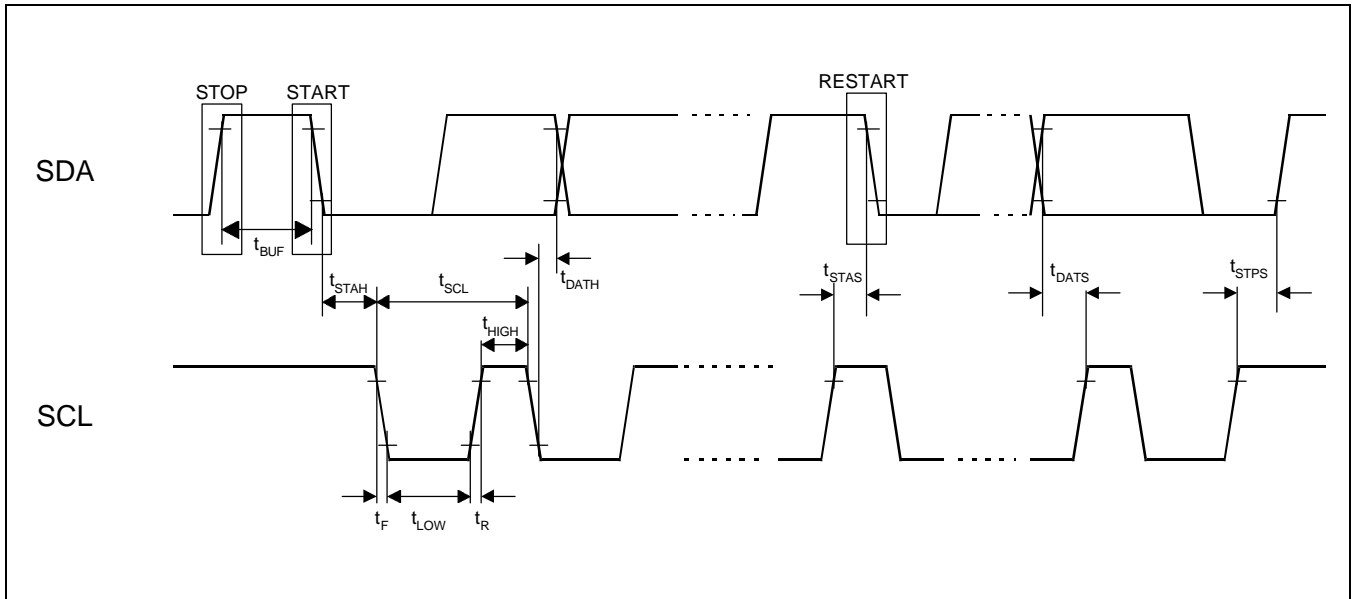 STOP START RESTART
SDA
tBUF
tSTAH tSCL tDATH tSTAS tDATS tSTPS
tHIGH
SCL
tF tLOW tR